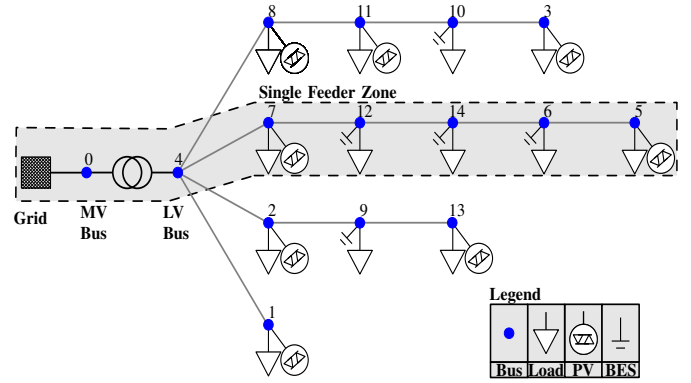 8 11 10 3
Single Feeder Zone
7 12 14 6 5
0 4
Grid MV LV
Bus Bus
2 9 13
1
Legend
Bus Load PV BES